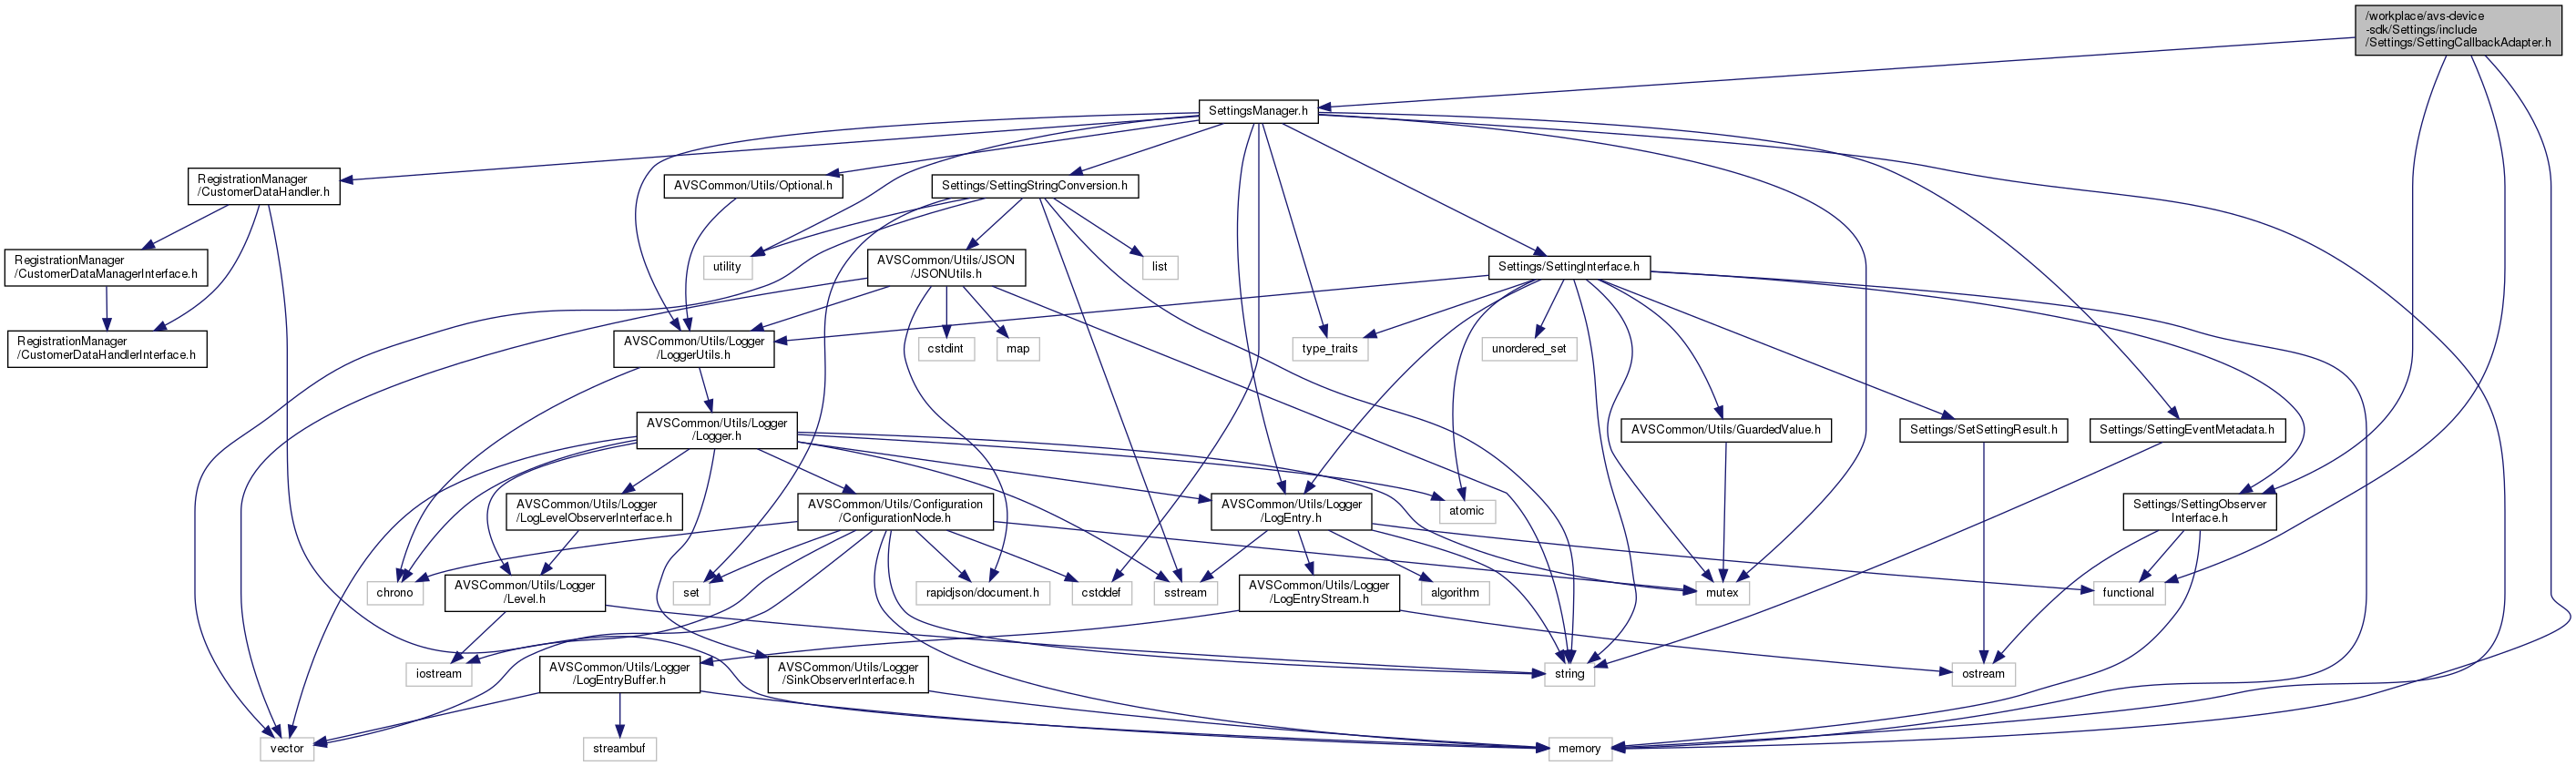 /workplace/avs-device
-sdk/Settings/include
/Settings/SettingCallbackAdapter.h
SettingsManager.h
RegistrationManager
/CustomerDataHandler.h
AVSCommon/Utils/Optional.h
Settings/SettingStringConversion.h
RegistrationManager
/CustomerDataManagerInterface.h
utility
AVSCommon/Utils/JSON
/JSONUtils.h
list
Settings/SettingInterface.h
RegistrationManager
/CustomerDataHandlerInterface.h
AVSCommon/Utils/Logger
/LoggerUtils.h
cstdint
map
type_traits
unordered_set
AVSCommon/Utils/Logger
/Logger.h
AVSCommon/Utils/GuardedValue.h
Settings/SetSettingResult.h
Settings/SettingEventMetadata.h
AVSCommon/Utils/Logger
/LogLevelObserverInterface.h
AVSCommon/Utils/Configuration
/ConfigurationNode.h
AVSCommon/Utils/Logger
/LogEntry.h
atomic
Settings/SettingObserver
Interface.h
chrono
AVSCommon/Utils/Logger
/Level.h
set
rapidjson/document.h
cstddef
sstream
AVSCommon/Utils/Logger
/LogEntryStream.h
algorithm
mutex
functional
iostream
AVSCommon/Utils/Logger
/LogEntryBuffer.h
AVSCommon/Utils/Logger
/SinkObserverInterface.h
string
ostream
vector
streambuf
memory